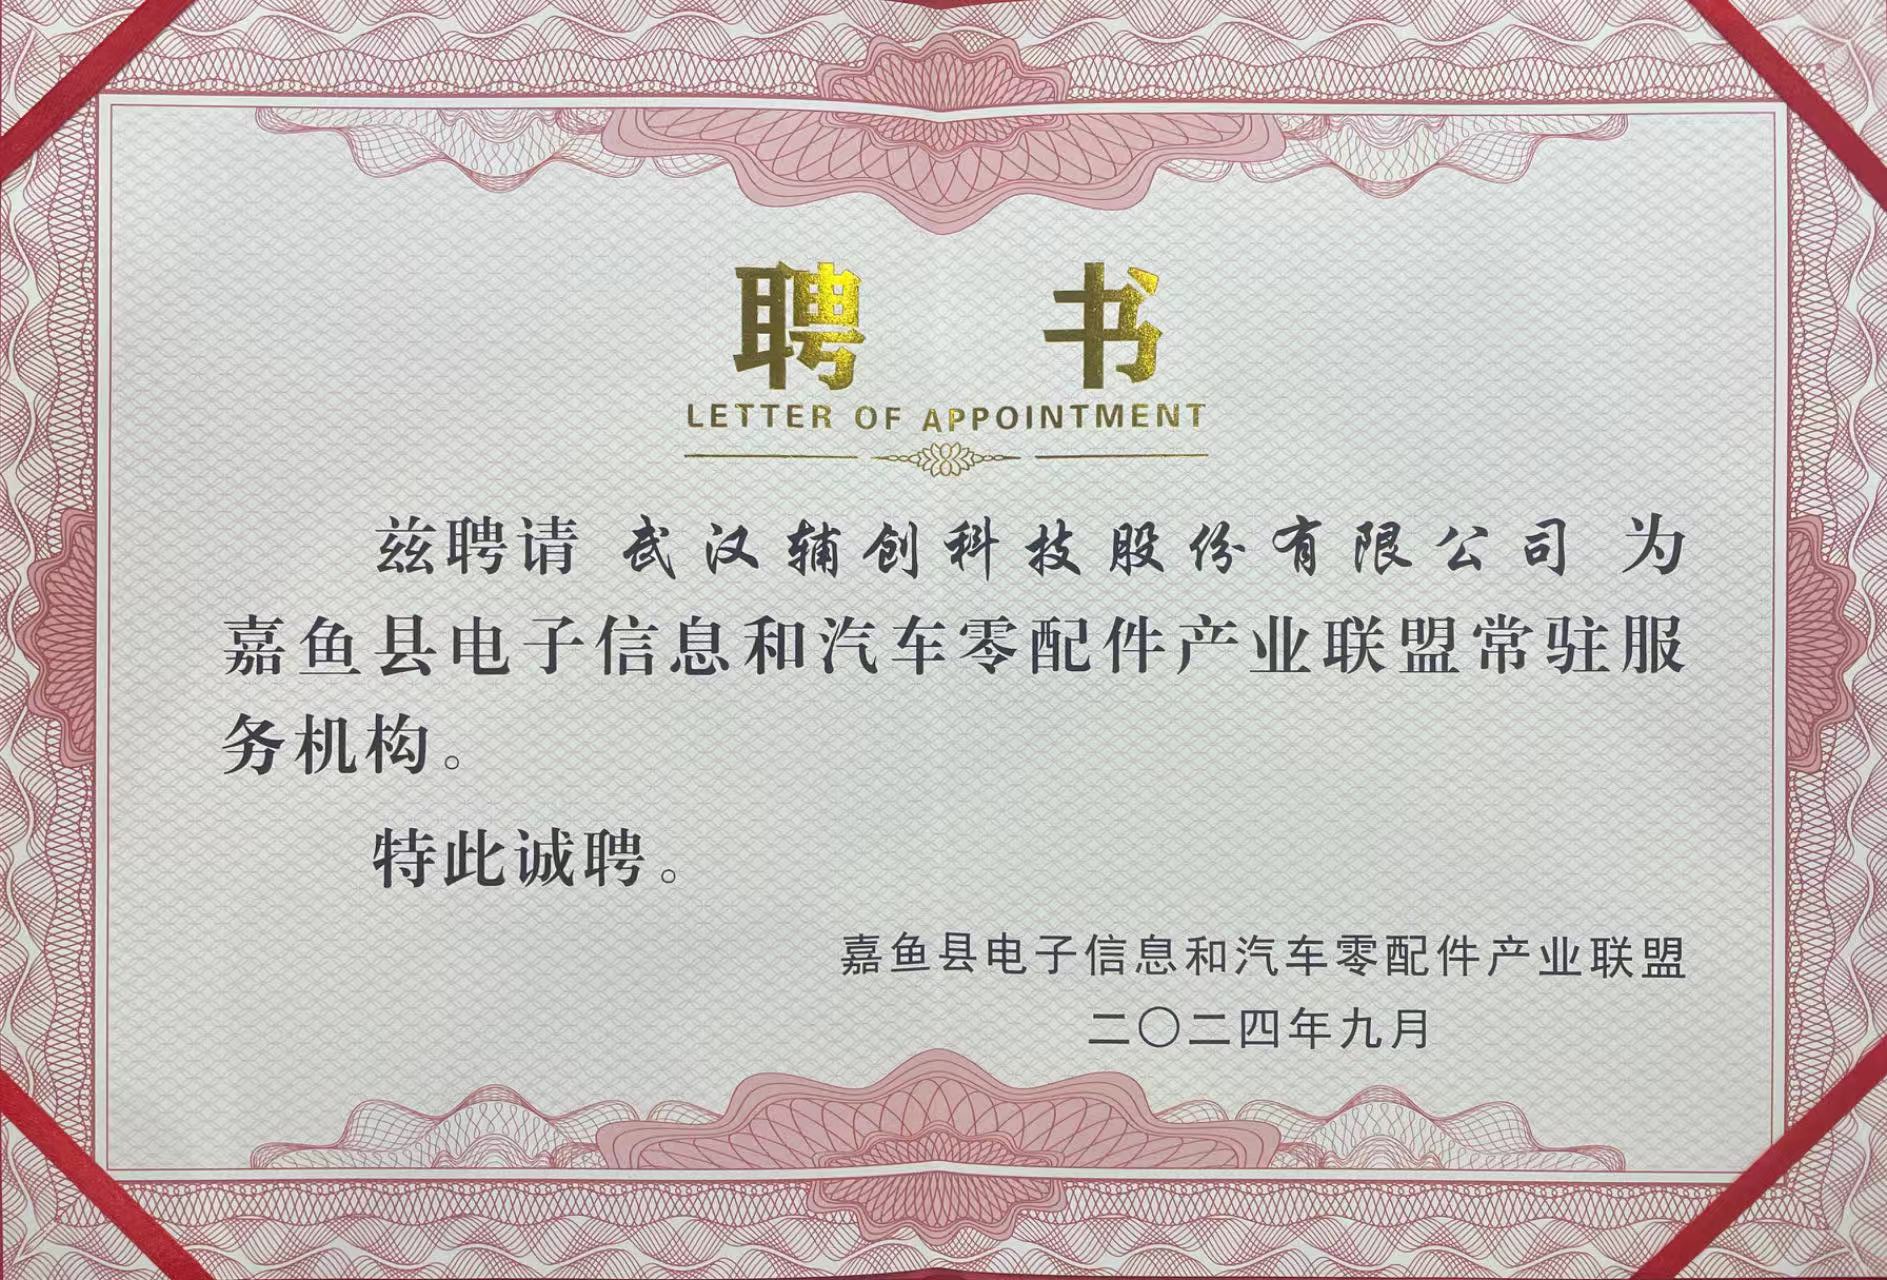 聘 书
LETTER OF APPOINTMENT
兹聘请 武汉辅创科技股份有限公司 为
嘉鱼县电子信息和汽车零配件产业联盟常驻服
务机构。
特此诚聘。
嘉鱼县电子信息和汽车零配件产业联盟
二〇二四年九月